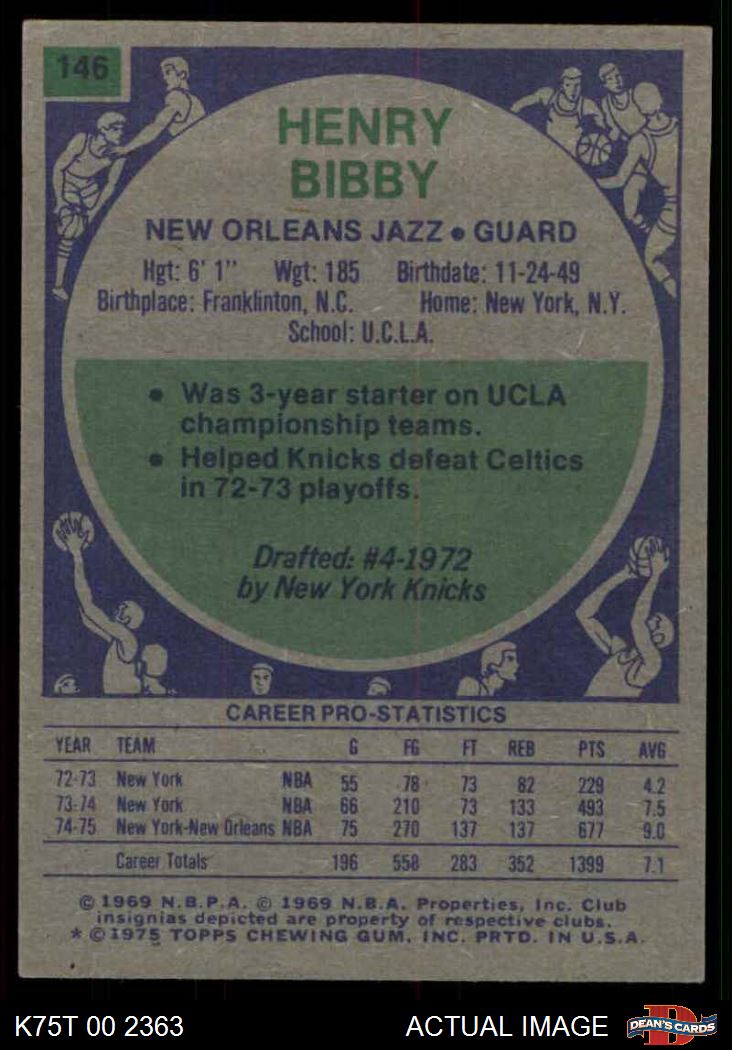 146
HENRY
BIBBY
NEW ORLEANS JAZZ • GUARD
Hgt: 6' 1" Wgt: 185 Birthdate: 11-24-49
Birthplace: Franklinton, N.C. Home: New York, N.Y.
School: U.C.L.A.
• Was 3-year starter on UCLA
championship teams.
• Helped Knicks defeat Celtics
in 72-73 playoffs.
Drafted: #4-1972
by New York Knicks
CAREER PRO-STATISTICS
YEAR TEAM G FG FT REB PTS AVG
72-73 New York NBA 55 78 73 82 229 4.2
73-74 New York NBA 66 210 73 133 493 7.5
74-75 New York-New Orleans NBA 75 270 137 137 677 9.0
Career Totals 196 558 283 352 1399 7.1
© 1969 N.B.P.A. © 1969 N.B.A. Properties, Inc. Club
insignias depicted are property of respective clubs.
* © 1975 TOPPS CHEWING GUM, INC. PRTD. IN U.S.A.
K75T 00 2363 ACTUAL IMAGE DEAN'S CARDS